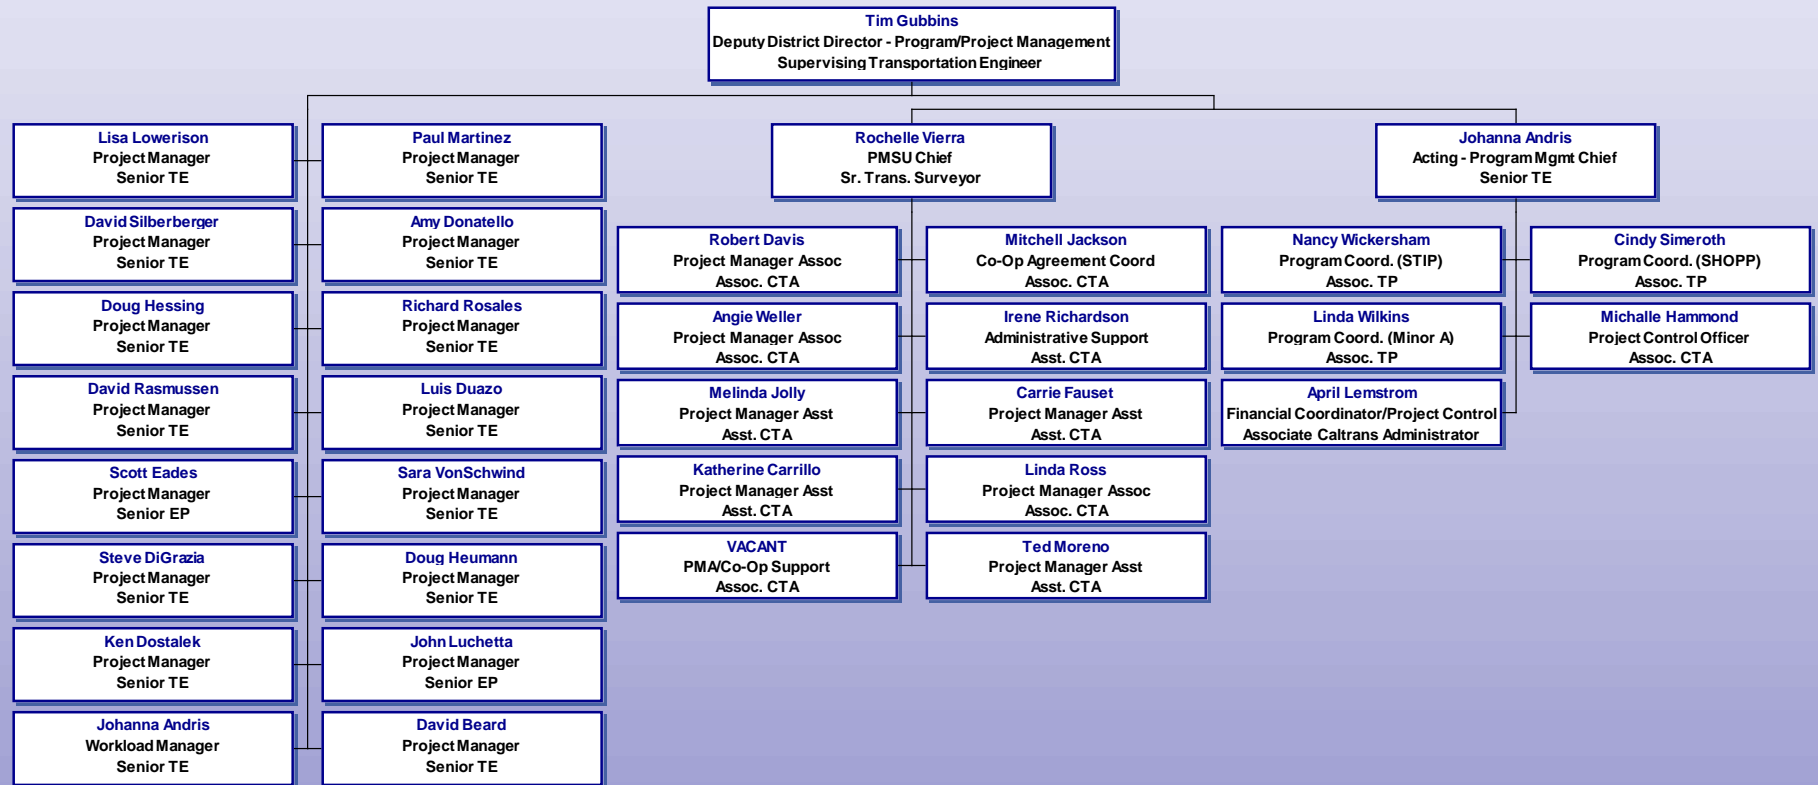 Tim Gubbins
Deputy District Director - Program/Project Management
Supervising Transportation Engineer
Lisa Lowerison
Project Manager
Senior TE
Paul Martinez
Project Manager
Senior TE
David Silberberger
Project Manager
Senior TE
Amy Donatello
Project Manager
Senior TE
Doug Hessing
Project Manager
Senior TE
Richard Rosales
Project Manager
Senior TE
David Rasmussen
Project Manager
Senior TE
Luis Duazo
Project Manager
Senior TE
Scott Eades
Project Manager
Senior EP
Sara VonSchwind
Project Manager
Senior TE
Steve DiGrazia
Project Manager
Senior TE
Doug Heumann
Project Manager
Senior TE
Ken Dostalek
Project Manager
Senior TE
John Luchetta
Project Manager
Senior EP
Johanna Andris
Workload Manager
Senior TE
David Beard
Project Manager
Senior TE
Rochelle Vierra
PMSU Chief
Sr. Trans. Surveyor
Robert Davis
Project Manager Assoc
Assoc. CTA
Mitchell Jackson
Co-Op Agreement Coord
Assoc. CTA
Angie Weller
Project Manager Assoc
Assoc. CTA
Irene Richardson
Administrative Support
Asst. CTA
Melinda Jolly
Project Manager Asst
Asst. CTA
Carrie Fauset
Project Manager Asst
Asst. CTA
Katherine Carrillo
Project Manager Asst
Asst. CTA
Linda Ross
Project Manager Assoc
Assoc. CTA
VACANT
PMA/Co-Op Support
Assoc. CTA
Ted Moreno
Project Manager Asst
Asst. CTA
Johanna Andris
Acting - Program Mgmt Chief
Senior TE
Nancy Wickersham
Program Coord. (STIP)
Assoc. TP
Cindy Simeroth
Program Coord. (SHOPP)
Assoc. TP
Linda Wilkins
Program Coord. (Minor A)
Assoc. TP
Michalle Hammond
Project Control Officer
Assoc. CTA
April Lemstrom
Financial Coordinator/Project Control
Associate Caltrans Administrator